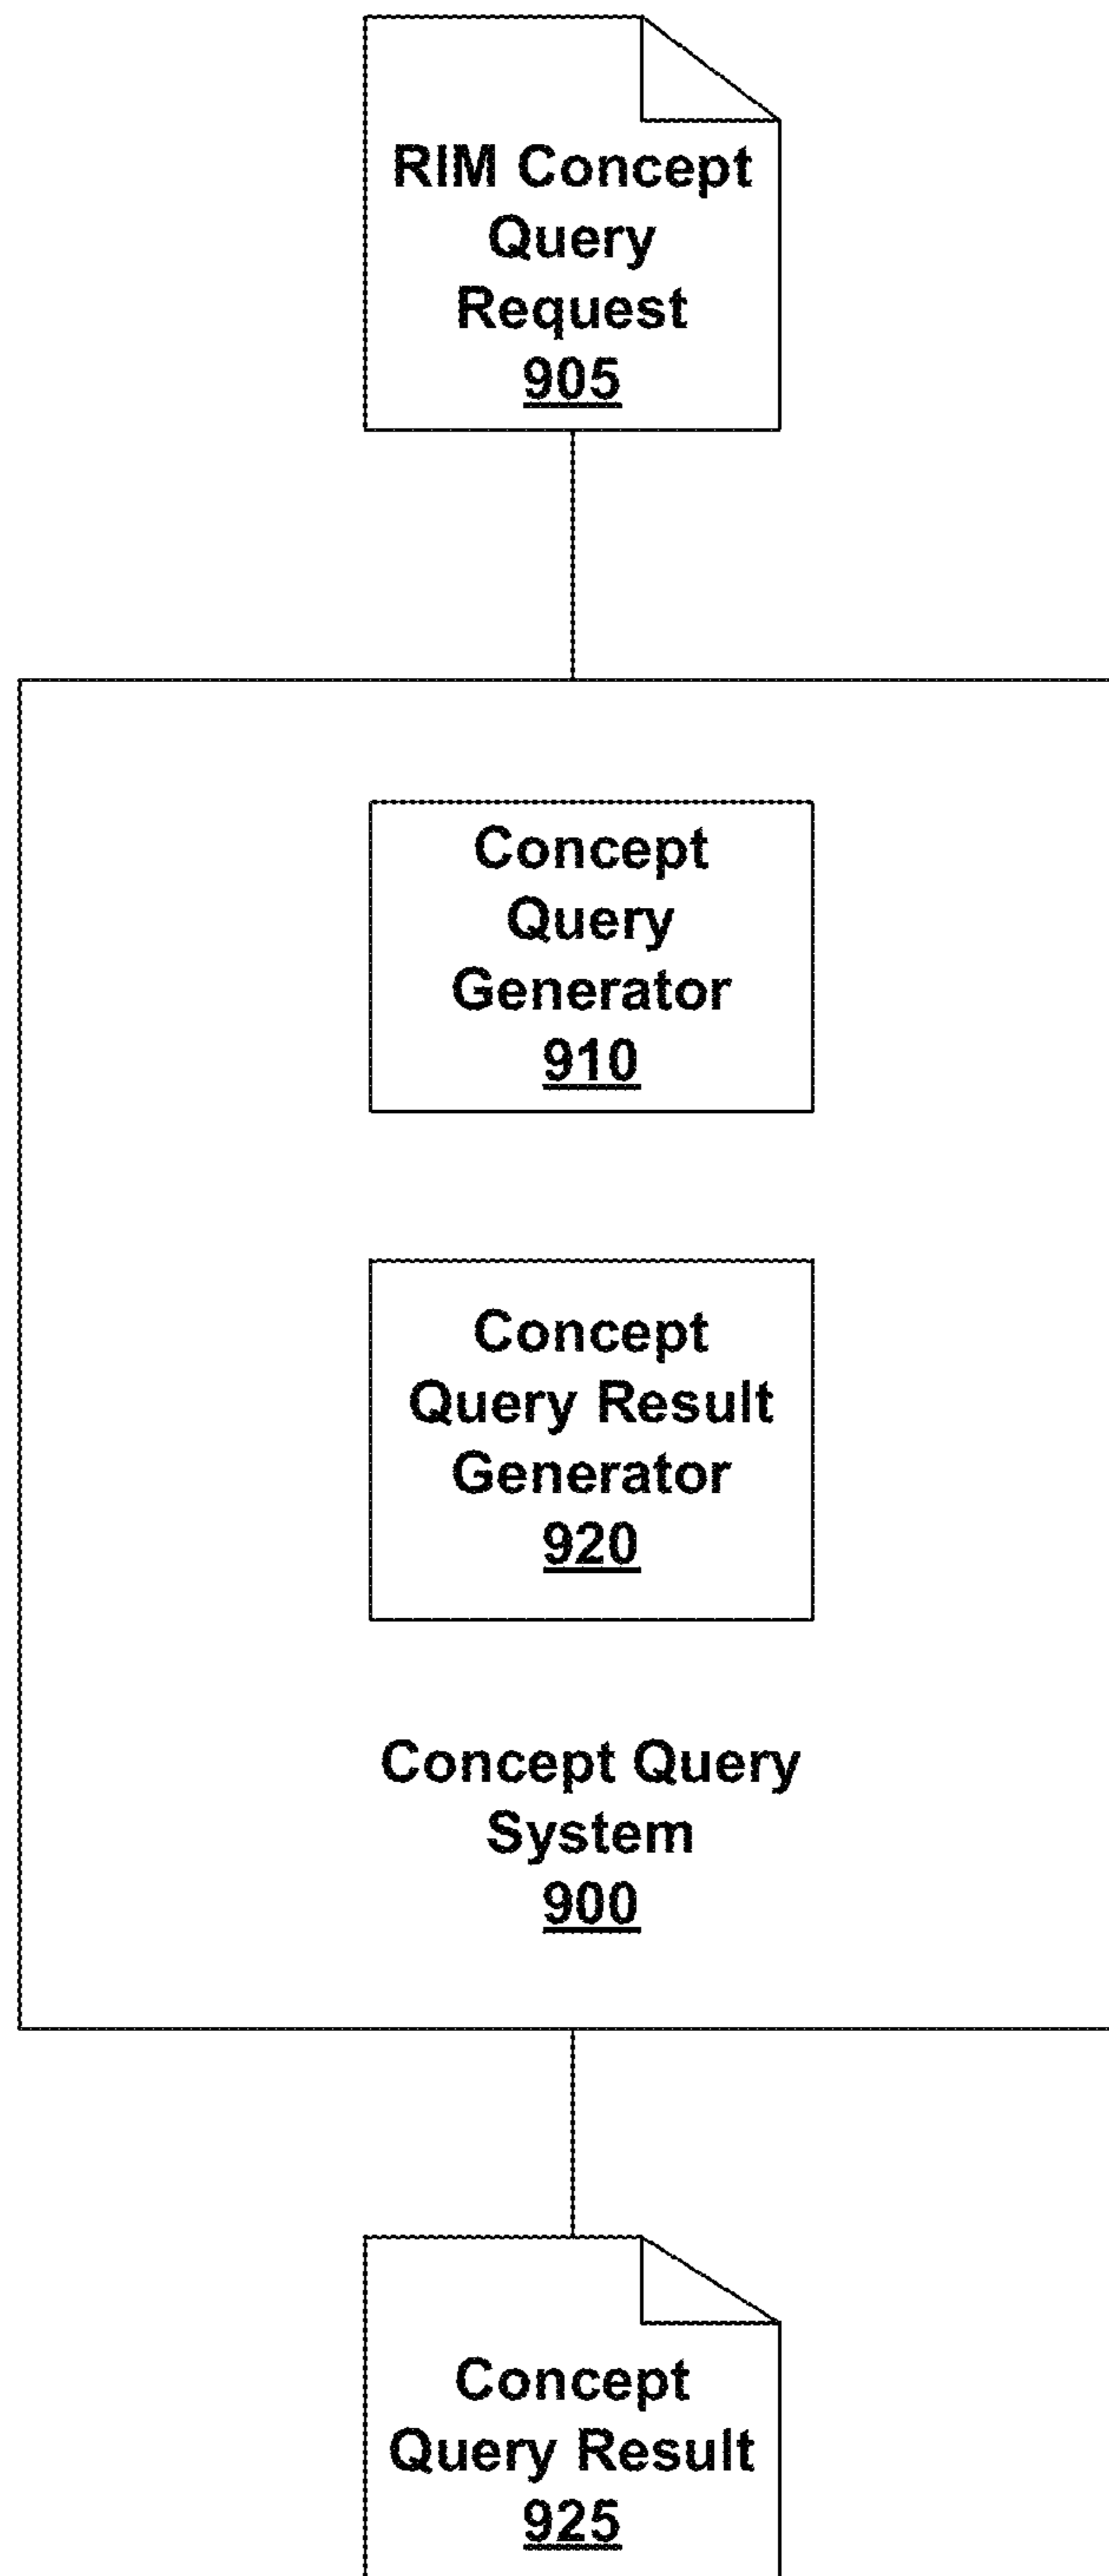 RIM Concept
Query
Request
905
Concept
Query
Generator
910
Concept
Query Result
Generator
920
Concept Query
System
900
Concept
Query Result
925